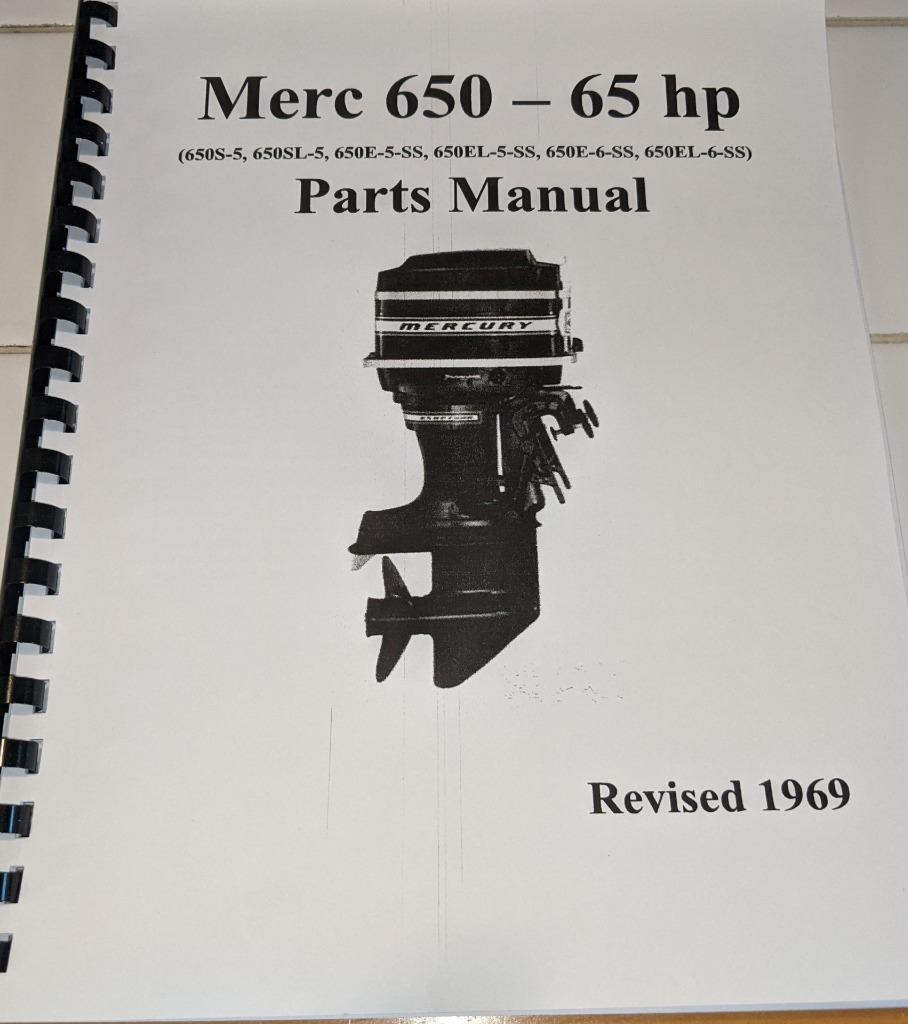 Merc 650 – 65 hp
(650S-5, 650SL-5, 650E-5-SS, 650EL-5-SS, 650E-6-SS, 650EL-6-SS)
Parts Manual
MERCURY
Revised 1969